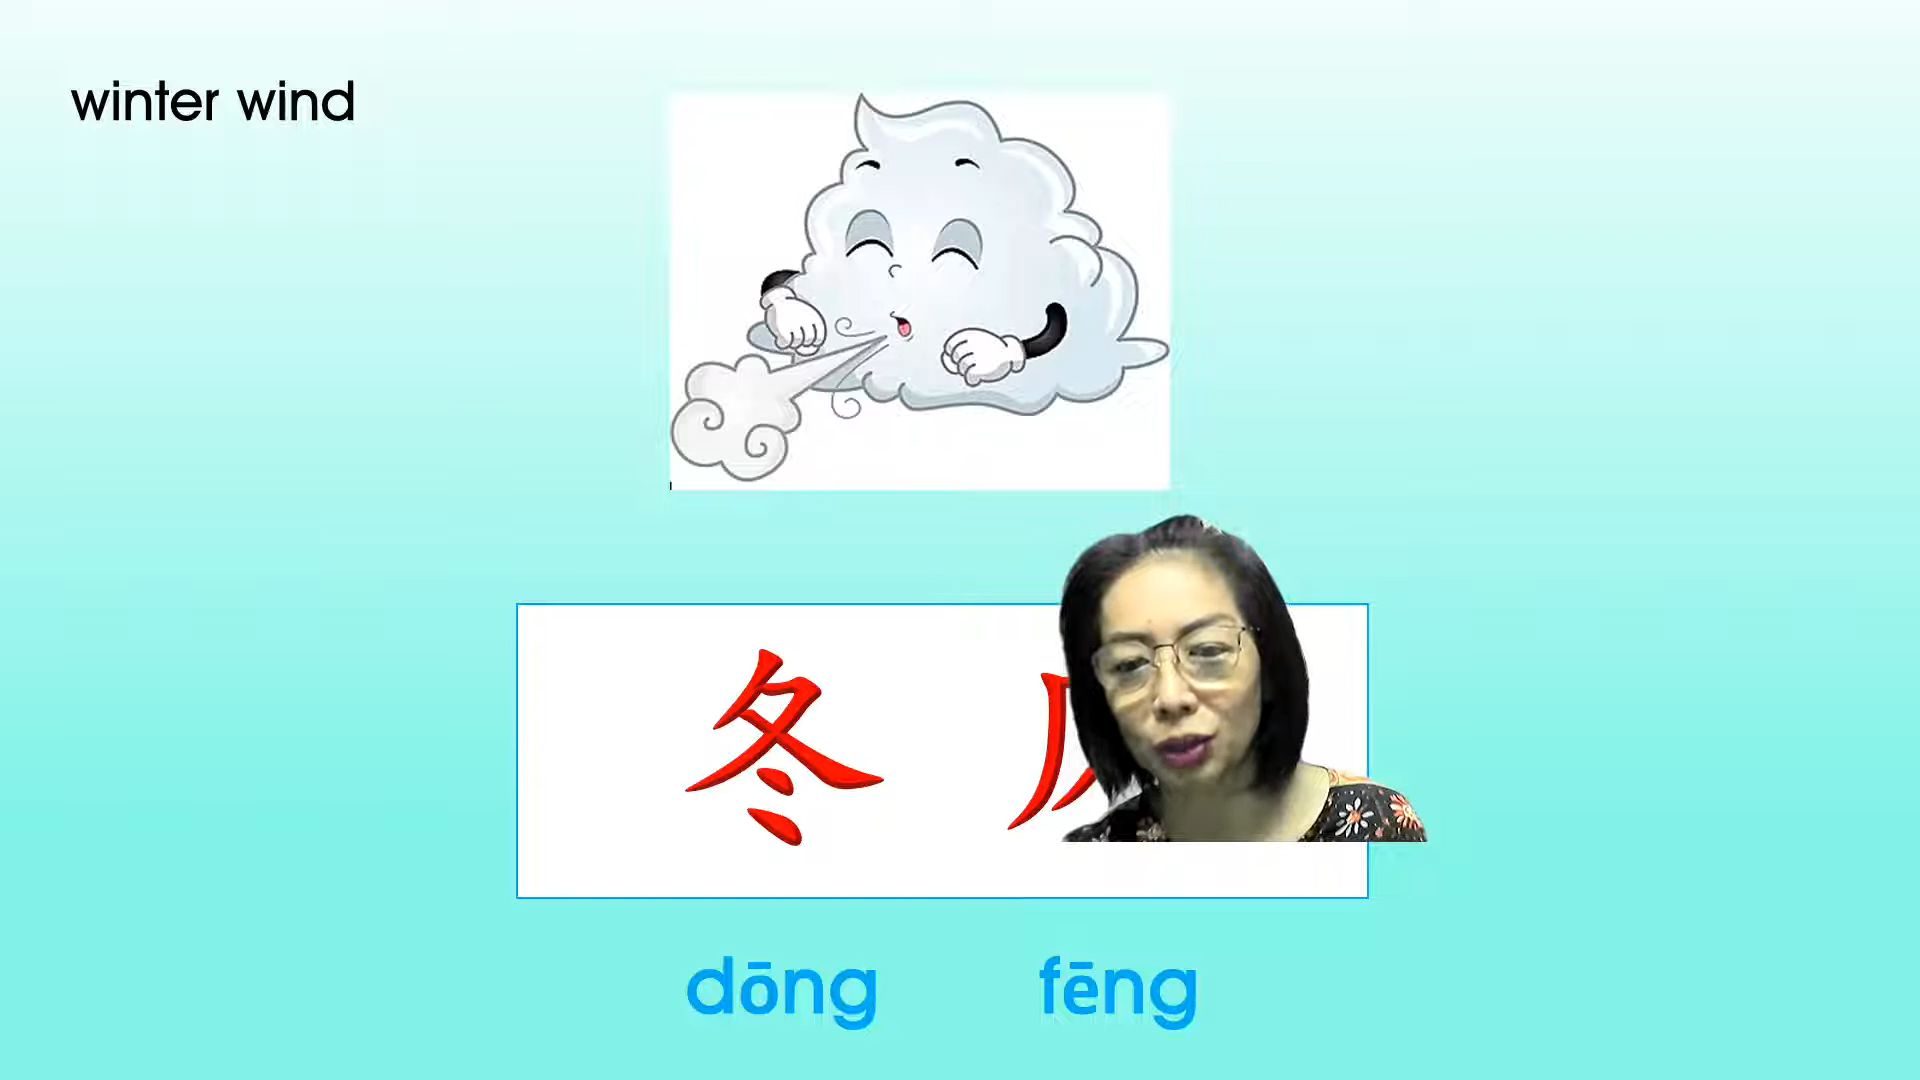 winter wind
冬
dōng fēng